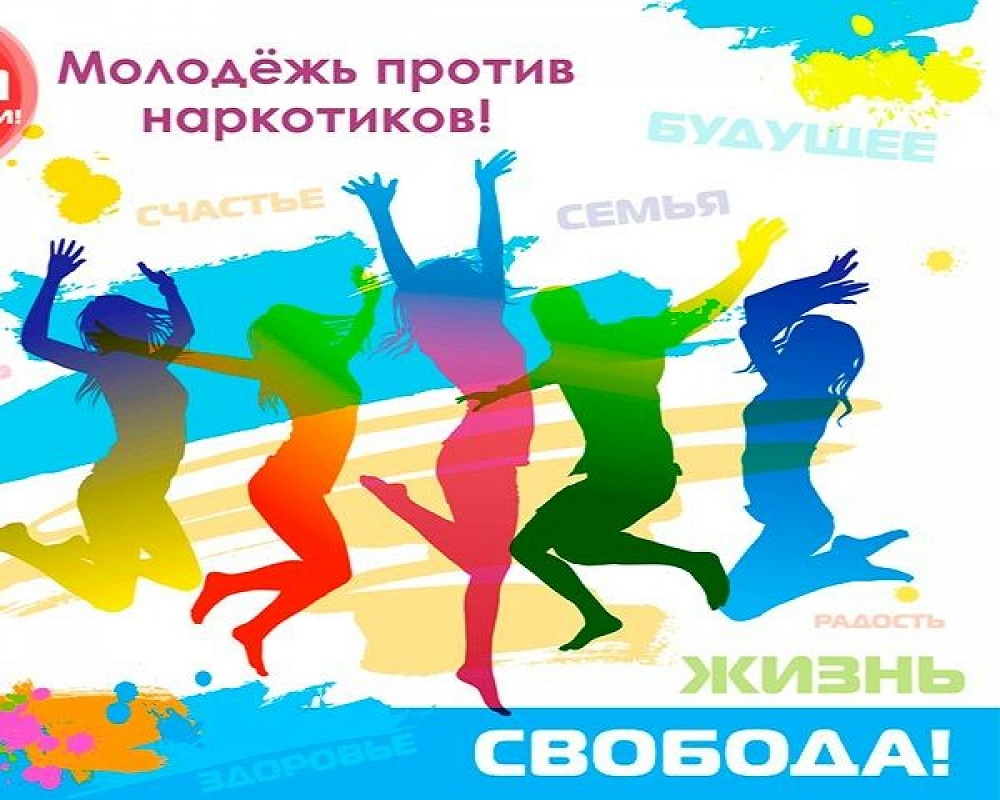 Молодёжь против
наркотиков!
БУДУЩЕЕ
СЧАСТЬЕ
СЕМЬЯ
РАДОСТЬ
ЖИЗНЬ
СВОБОДА!
ЗДОРОВЬЕ